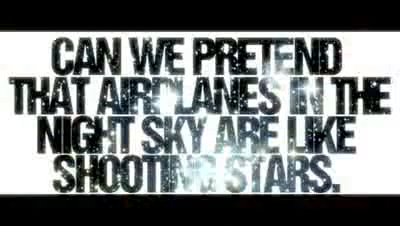 CAN WE PRETEND
THAT AIRPLANES IN THE
NIGHT SKY ARE LIKE
SHOOTING STARS.